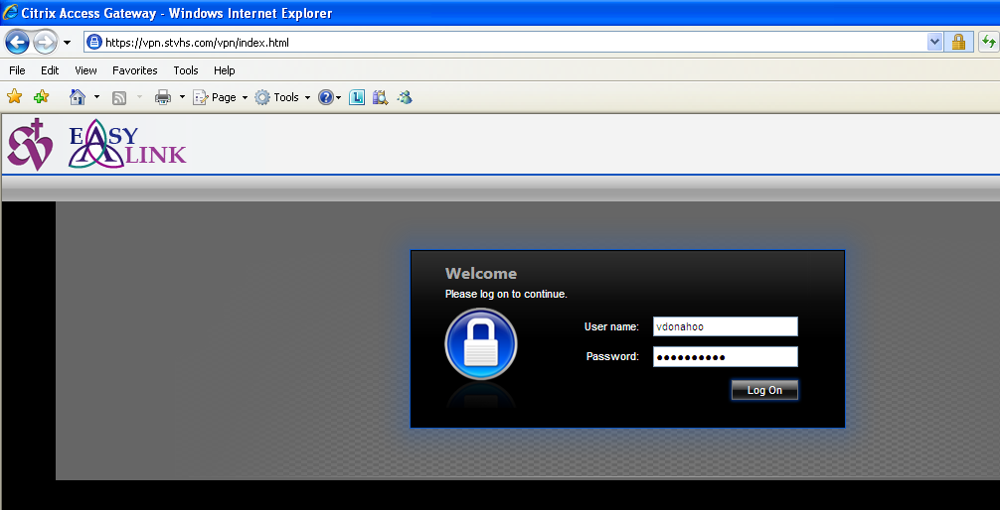 Citrix Access Gateway - Windows Internet Explorer
https://vpn.stvhs.com/vpn/index.html
File Edit View Favorites Tools Help
Page Tools
EASY
LINK
Welcome
Please log on to continue.
User name: vdonahoo
Password: ●●●●●●●●●●
Log On